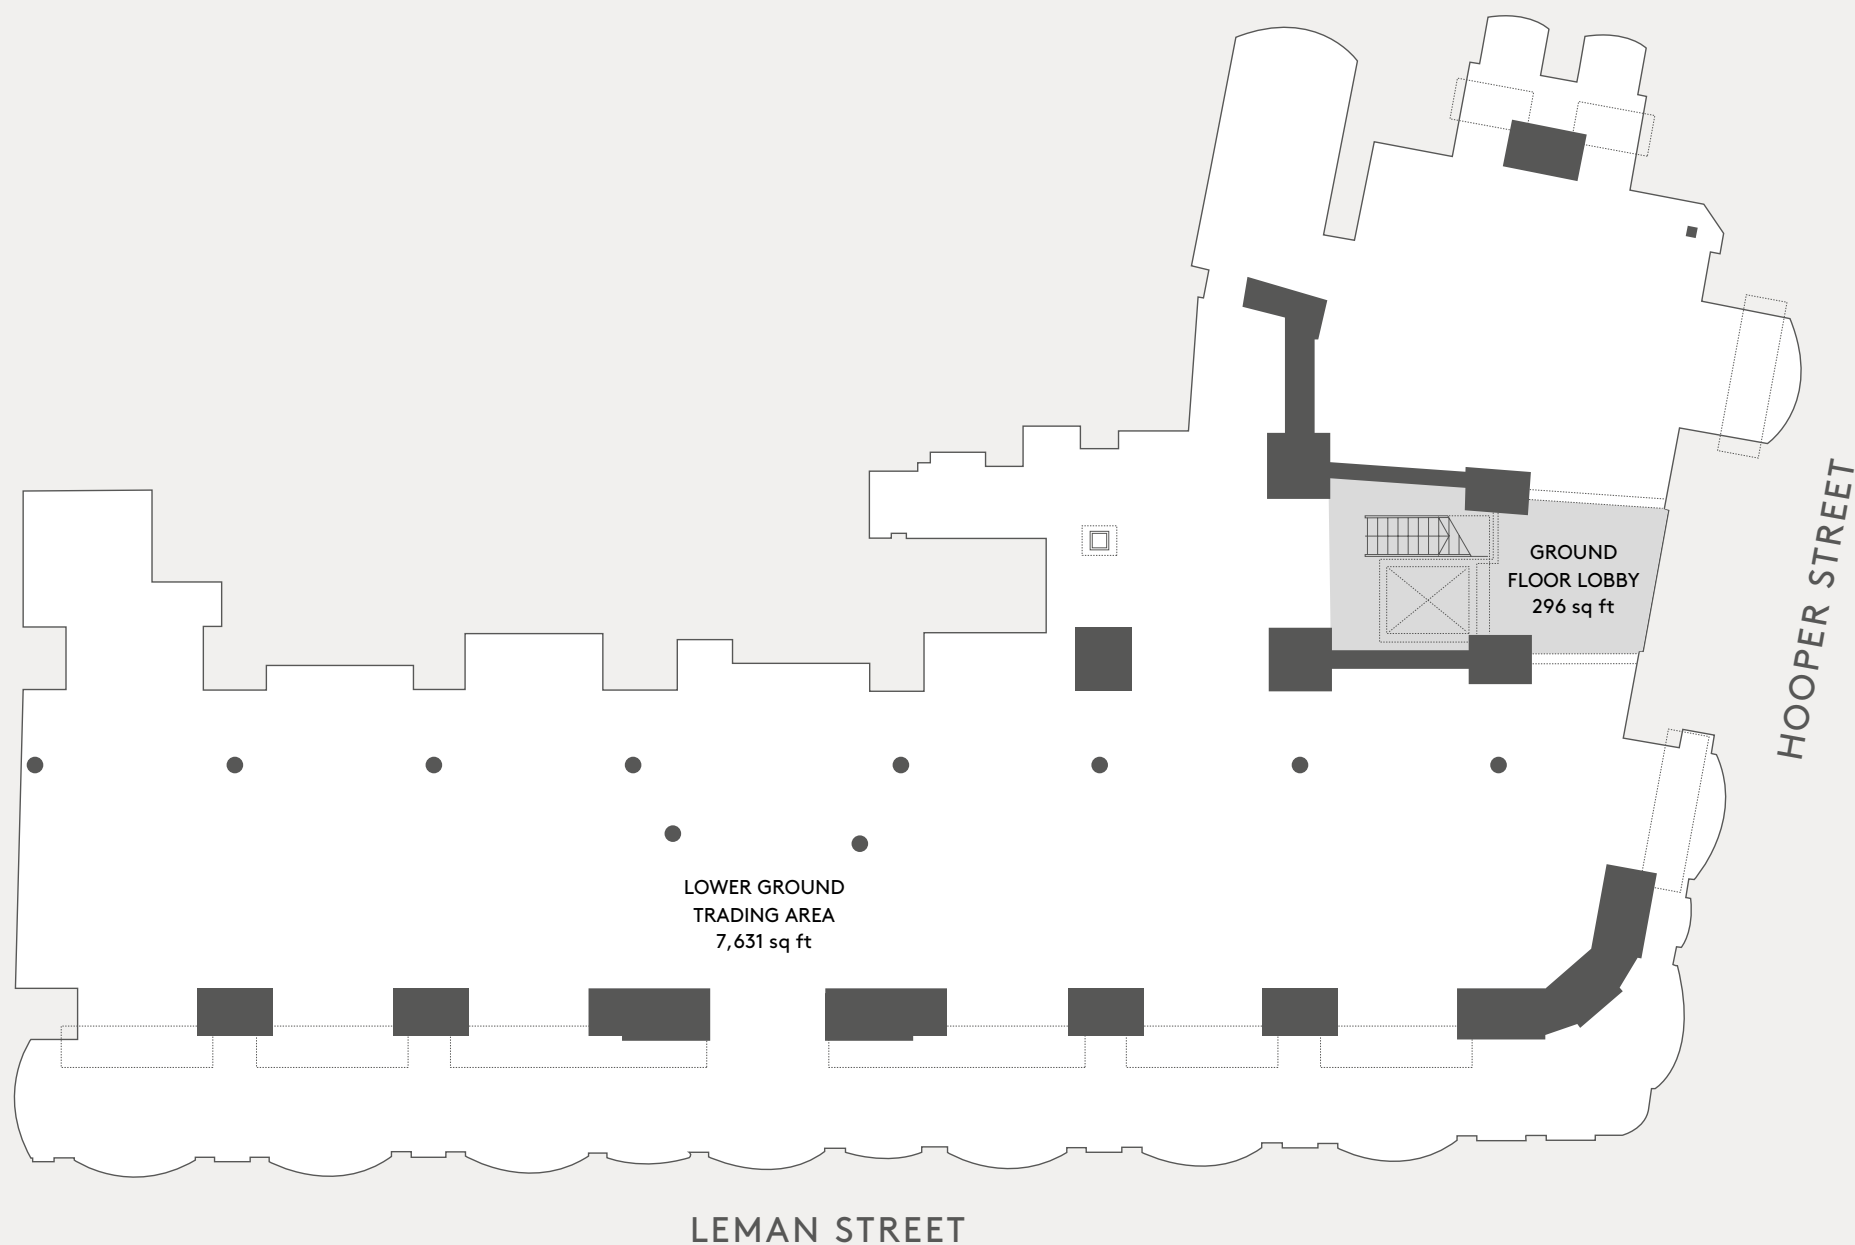 GROUND
FLOOR LOBBY
296 sq ft
HOOPER STREET
LOWER GROUND
TRADING AREA
7,631 sq ft
LEMAN STREET